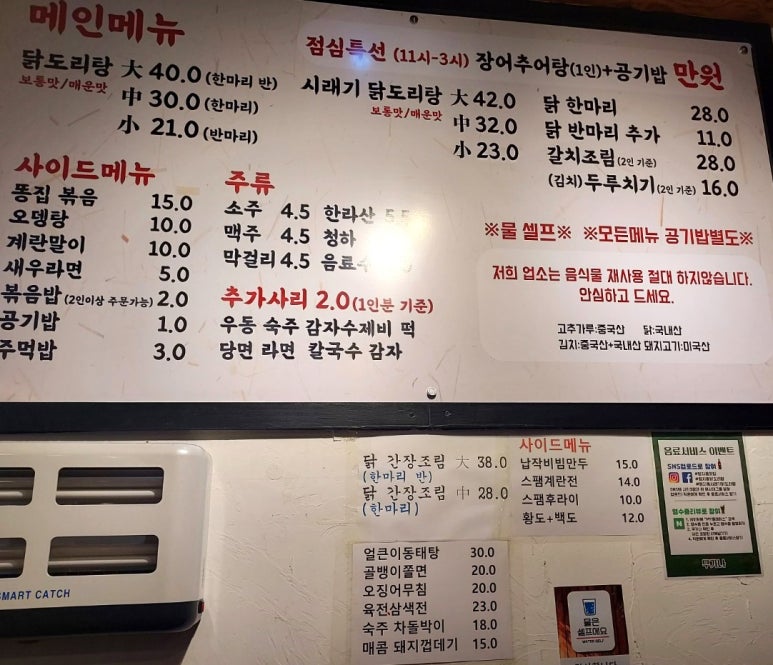 메인메뉴
닭도리탕 大 40.0 (한마리 반)
보통맛/매운맛 中 30.0 (한마리)
小 21.0 (반마리)
점심특선 (11시-3시) 장어추어탕(1인)+공기밥 만원
시래기 닭도리탕 大 42.0
보통맛/매운맛 中 32.0
小 23.0
닭 한마리 28.0
닭 반마리 추가 11.0
갈치조림(2인 기준) 28.0
(김치)두루치기(2인 기준) 16.0
사이드메뉴
똥집 볶음 15.0
오뎅탕 10.0
계란말이 10.0
새우라면 5.0
볶음밥(2인이상 주문가능) 2.0
공기밥 1.0
주먹밥 3.0
주류
소주 4.5 한라산
맥주 4.5 청하
막걸리 4.5
추가사리 2.0(1인분 기준)
우동 숙주 감자수제비 떡
당면 라면 칼국수 감자
※물 셀프※ ※모든메뉴 공기밥별도※
저희 업소는 음식물 재사용 절대 하지않습니다.
안심하고 드세요.
고추가루:중국산 닭:국내산
김치:중국산+국내산 돼지고기:미국산
닭 간장조림 大 38.0
(한마리 반)
닭 간장조림 中 28.0
(한마리)
얼큰이동태탕 30.0
골뱅이쫄면 20.0
오징어무침 20.0
육전삼색전 23.0
숙주 차돌박이 18.0
매콤 돼지껍데기 15.0
사이드메뉴
납작비빔만두 15.0
스팸계란전 14.0
스팸후라이 10.0
황도+백도 12.0
음료서비스 이벤트
SNS업로드로 참여
영수증리뷰로 참여
물은
셀프에요
WATER SELF
SMART CATCH